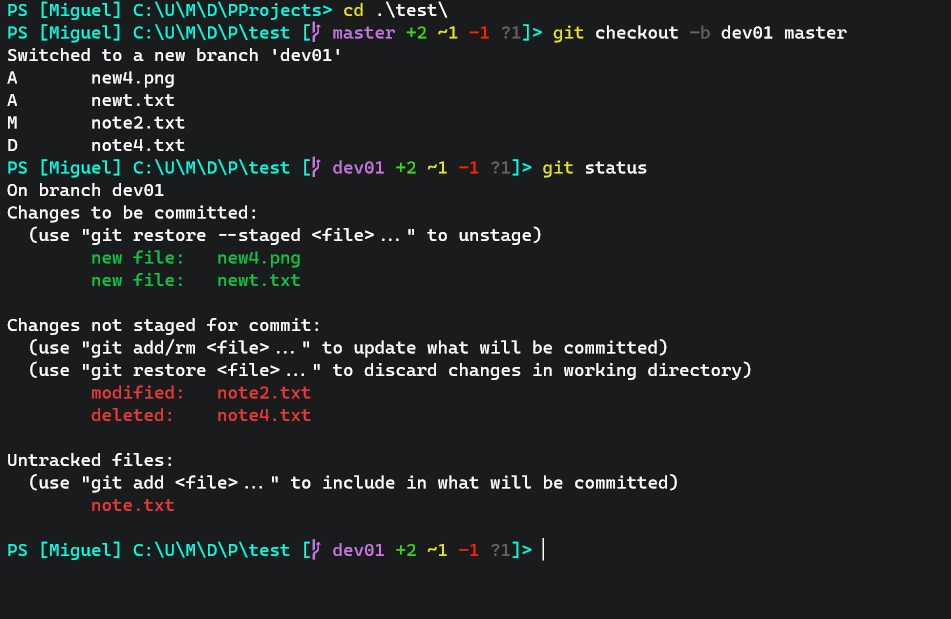 PS [Miguel] C:\U\M\D\PProjects> cd .\test\
PS [Miguel] C:\U\M\D\P\test [ master +2 ~1 -1 ?1]> git checkout -b dev01 master
Switched to a new branch 'dev01'
A       new4.png
A       newt.txt
M       note2.txt
D       note4.txt
PS [Miguel] C:\U\M\D\P\test [ dev01 +2 ~1 -1 ?1]> git status
On branch dev01
Changes to be committed:
  (use "git restore --staged <file>..." to unstage)
        new file:   new4.png
        new file:   newt.txt

Changes not staged for commit:
  (use "git add/rm <file>..." to update what will be committed)
  (use "git restore <file>..." to discard changes in working directory)
        modified:   note2.txt
        deleted:    note4.txt

Untracked files:
  (use "git add <file>..." to include in what will be committed)
        note.txt

PS [Miguel] C:\U\M\D\P\test [ dev01 +2 ~1 -1 ?1]>